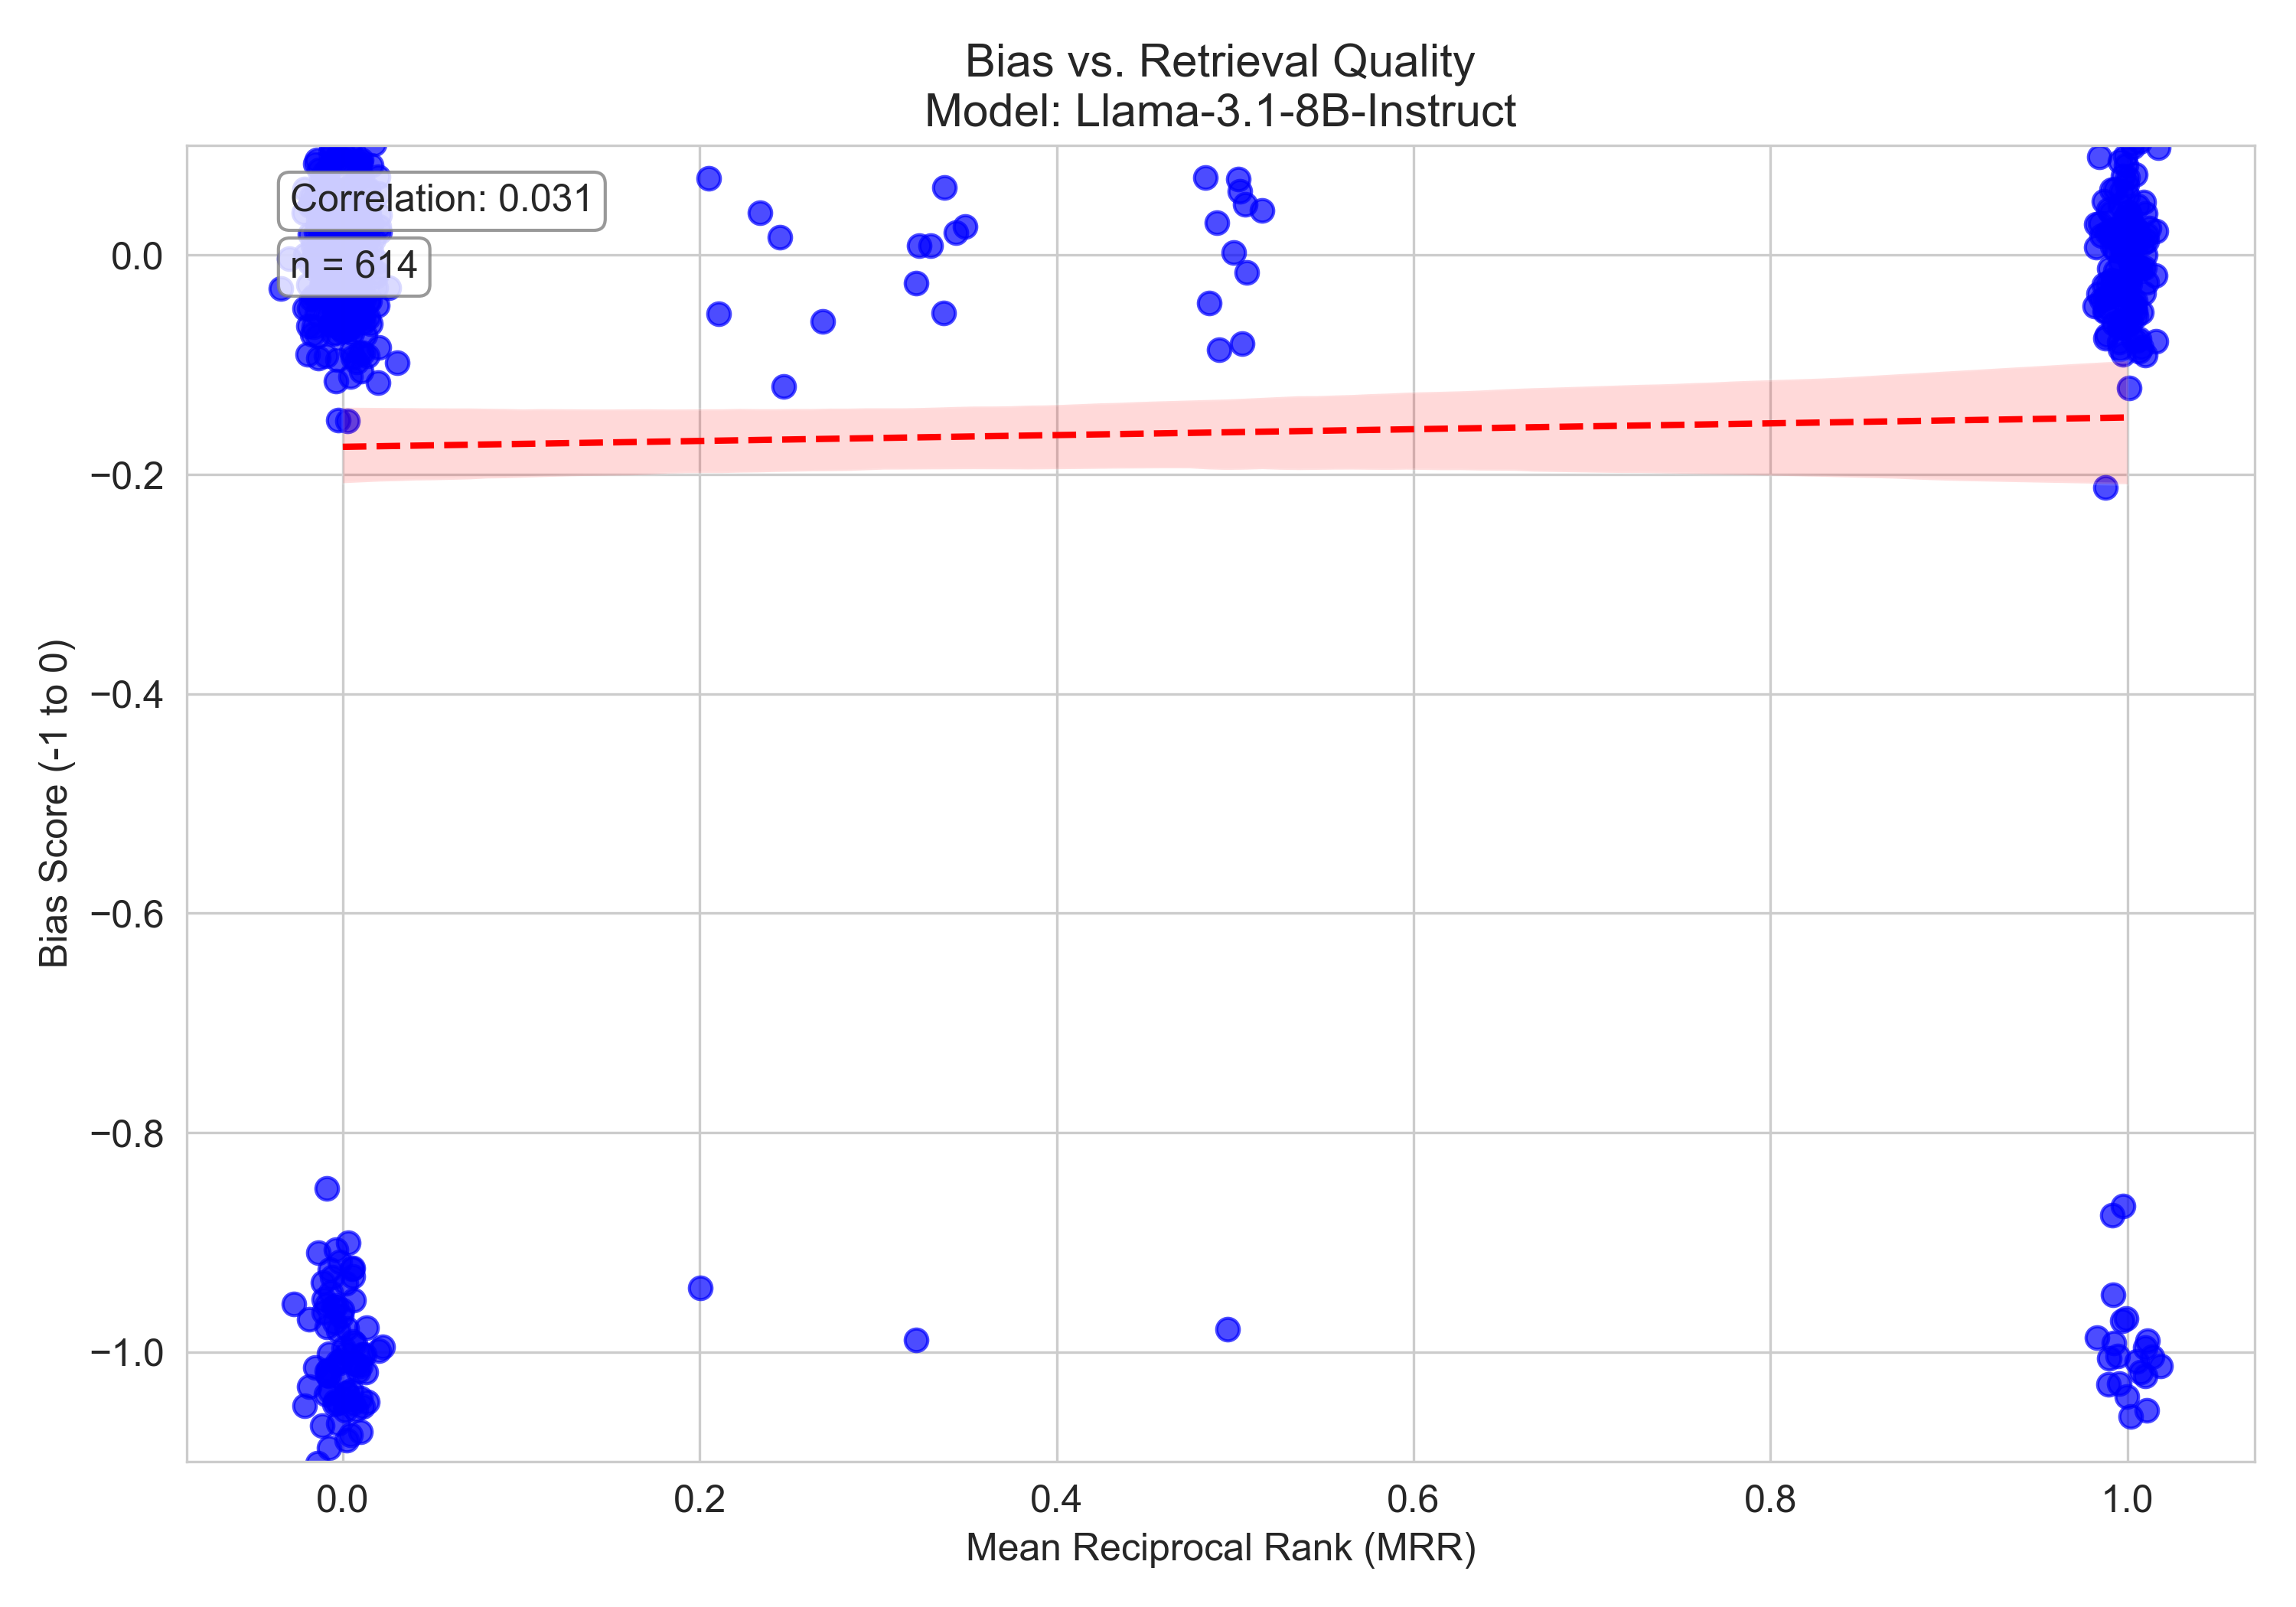 Bias vs. Retrieval Quality
Model: Llama-3.1-8B-Instruct
Correlation: 0.031
n = 614
0.0
−0.2
−0.4
−0.6
−0.8
−1.0
Bias Score (-1 to 0)
0.0 0.2 0.4 0.6 0.8 1.0
Mean Reciprocal Rank (MRR)